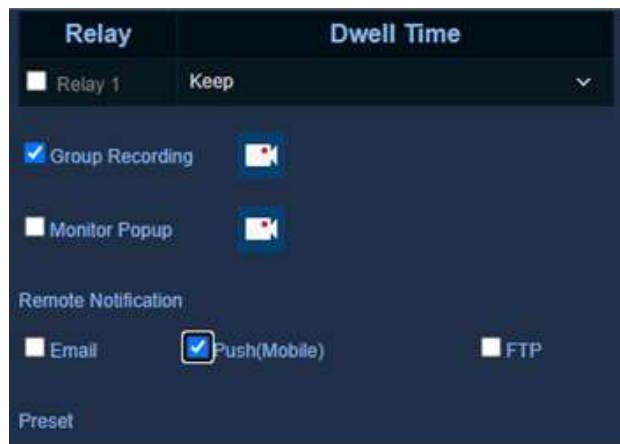 Relay Dwell Time
Relay 1 Keep
Group Recording
Monitor Popup
Remote Notification
Email Push(Mobile) FTP
Preset